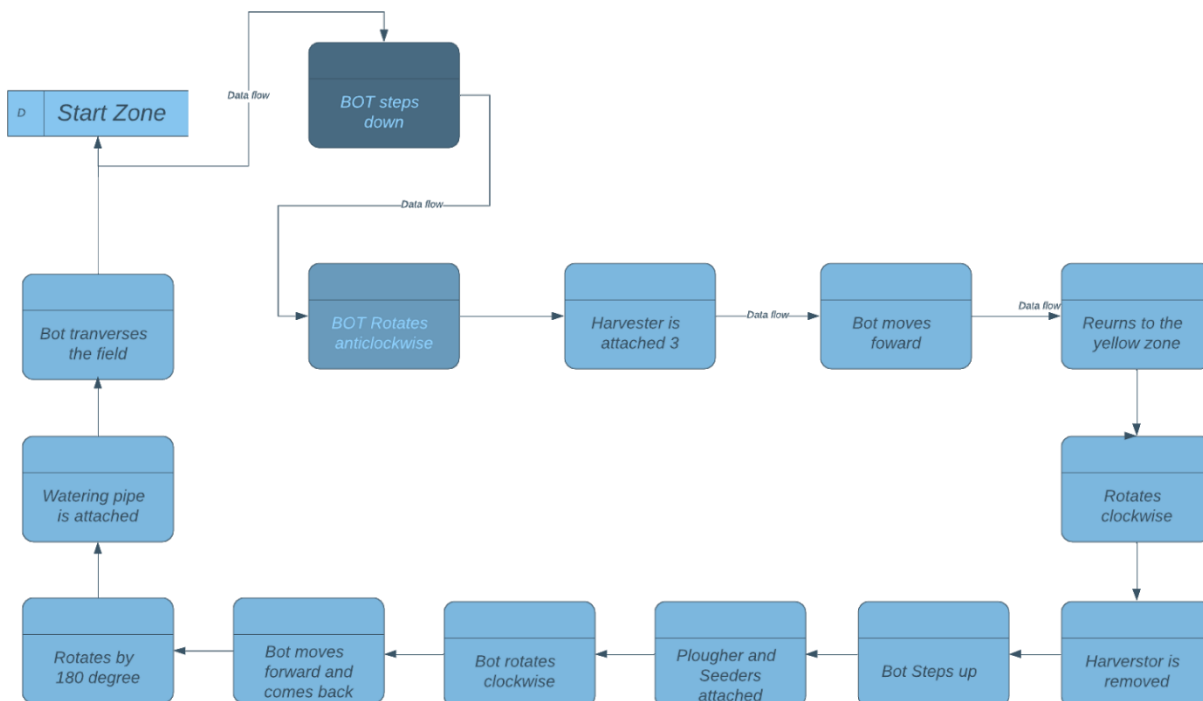 BOT steps
down
Data flow
D
Start Zone
Data flow
BOT Rotates
anticlockwise
Harvester is
attached 3
Data flow
Bot moves
foward
Data flow
Reurns to the
yellow zone
Bot tranverses
the field
Watering pipe
is attached
Rotates
clockwise
Rotates by
180 degree
Bot moves
forward and
comes back
Bot rotates
clockwise
Plougher and
Seeders
attached
Bot Steps up
Harverstor is
removed